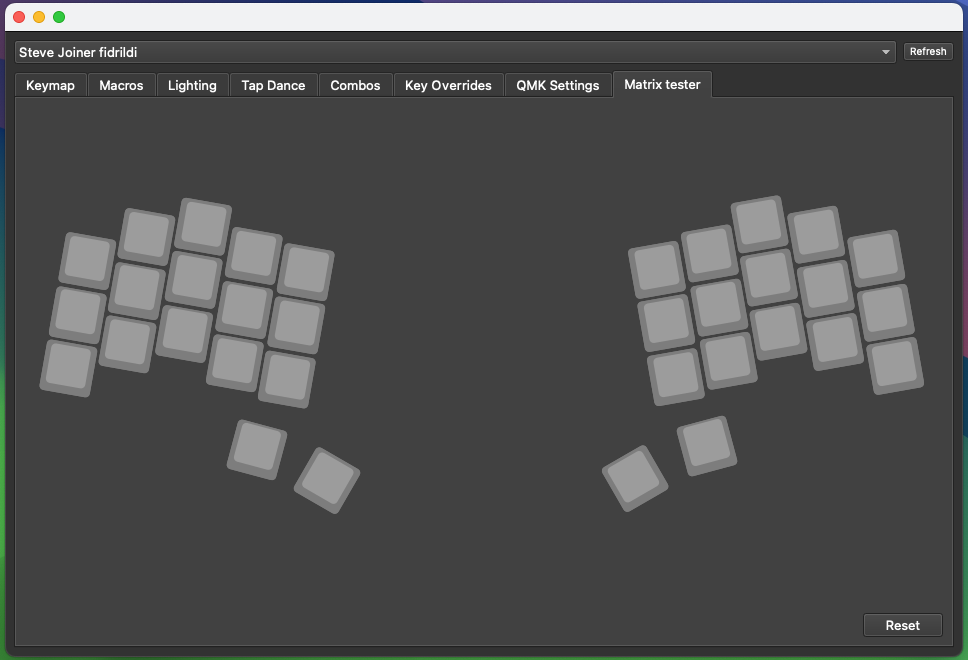 Steve Joiner fidrildi
Refresh
Keymap Macros Lighting Tap Dance Combos Key Overrides QMK Settings Matrix tester
Reset